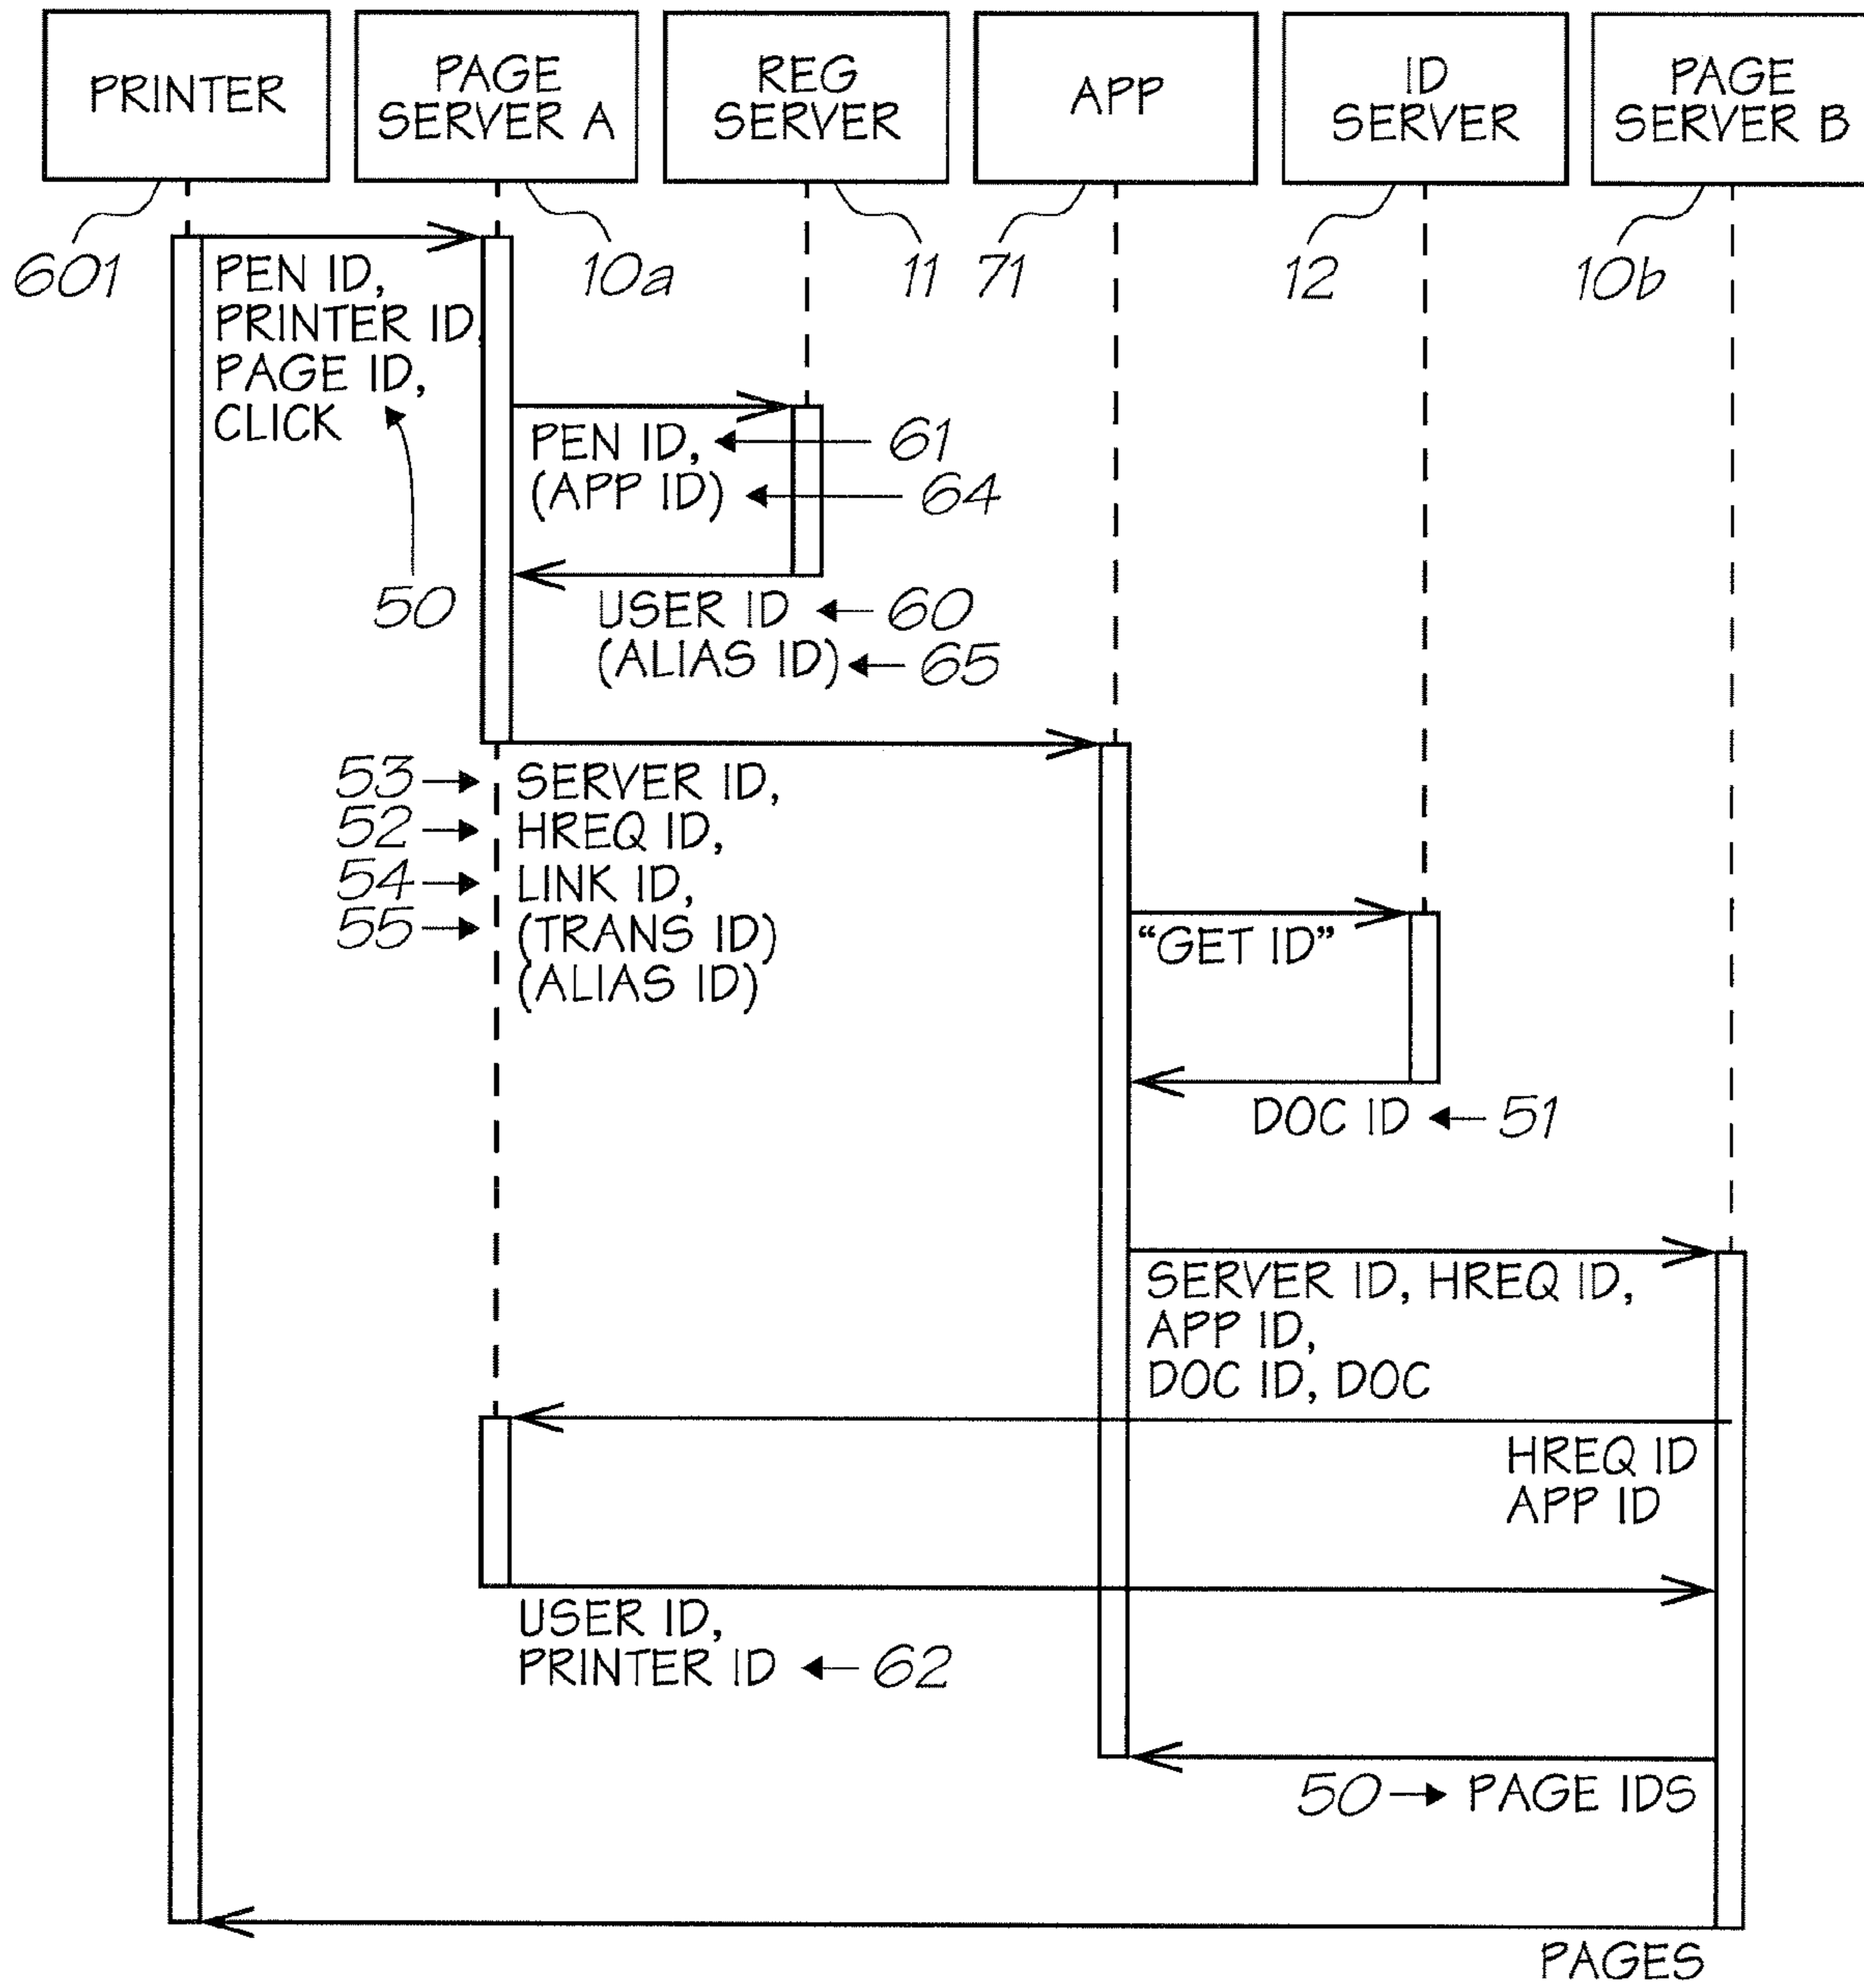 PRINTER
PAGE
SERVER A
REG
SERVER
APP
ID
SERVER
PAGE
SERVER B
601
10a
11
71
12
10b
PEN ID,
PRINTER ID,
PAGE ID,
CLICK
50
PEN ID,
61
(APP ID)
64
USER ID
60
(ALIAS ID)
65
53
SERVER ID,
52
HREQ ID,
54
LINK ID,
55
(TRANS ID)
(ALIAS ID)
“GET ID”
DOC ID
51
SERVER ID, HREQ ID,
APP ID,
DOC ID, DOC
HREQ ID
APP ID
USER ID,
PRINTER ID
62
50
PAGE IDS
PAGES